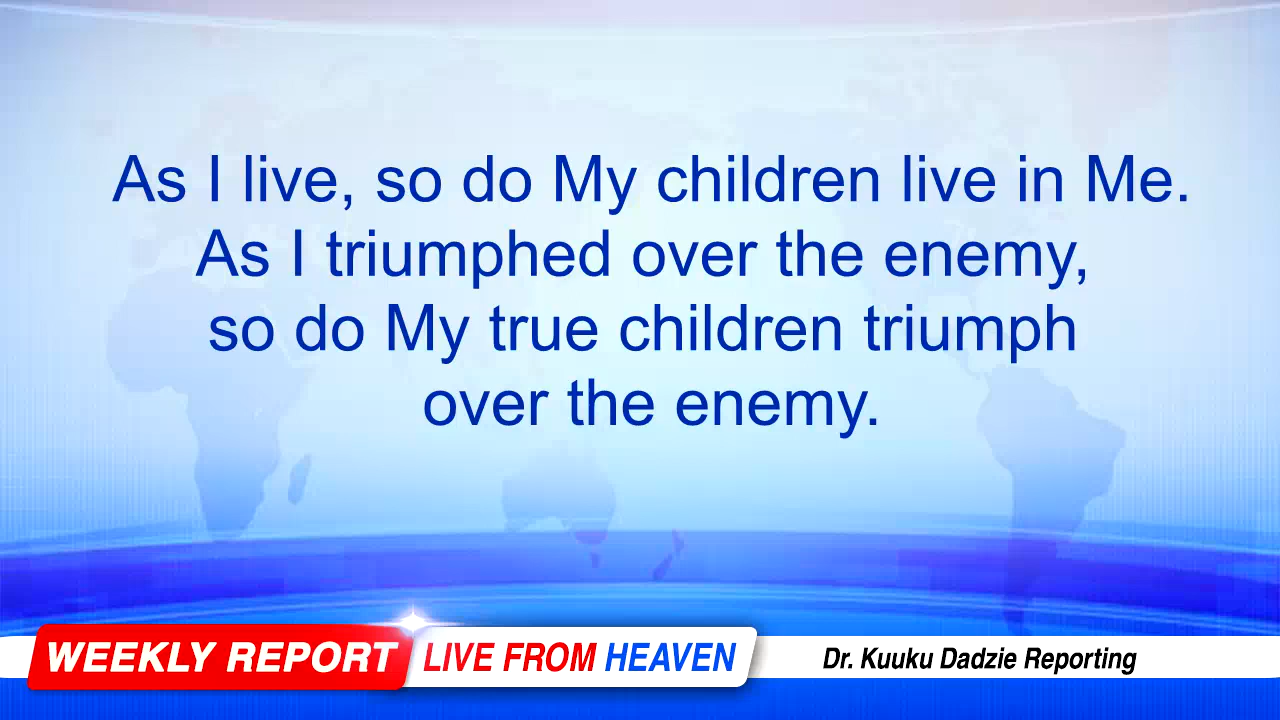 As I live, so do My children live in Me.
As I triumphed over the enemy,
so do My true children triumph
over the enemy.
WEEKLY REPORT LIVE FROM HEAVEN Dr. Kuuku Dadzie Reporting